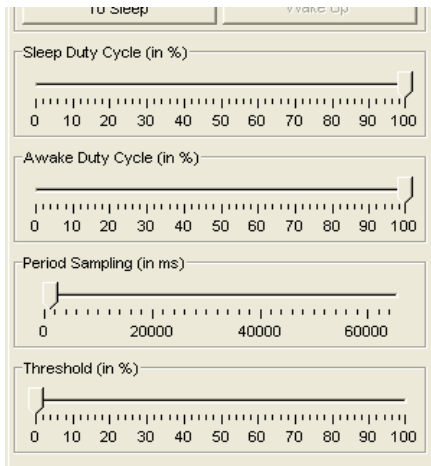 To Sleep Wake Up
Sleep Duty Cycle (in %)
0 10 20 30 40 50 60 70 80 90 100
Awake Duty Cycle (in %)
0 10 20 30 40 50 60 70 80 90 100
Period Sampling (in ms)
0 20000 40000 60000
Threshold (in %)
0 10 20 30 40 50 60 70 80 90 100